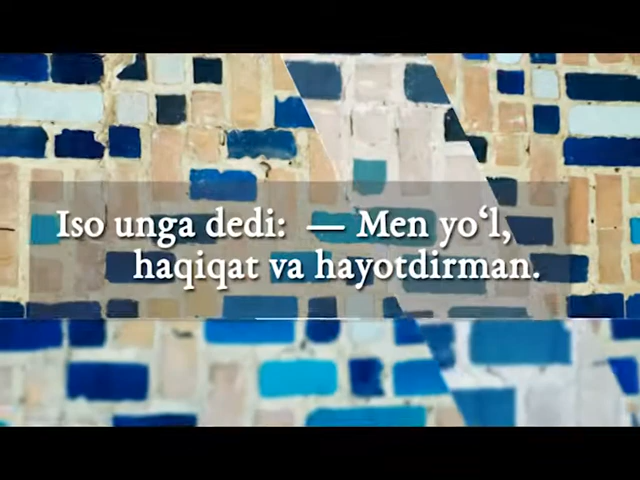 Iso unga dedi: — Men yo‘l,
haqiqat va hayotdirman.